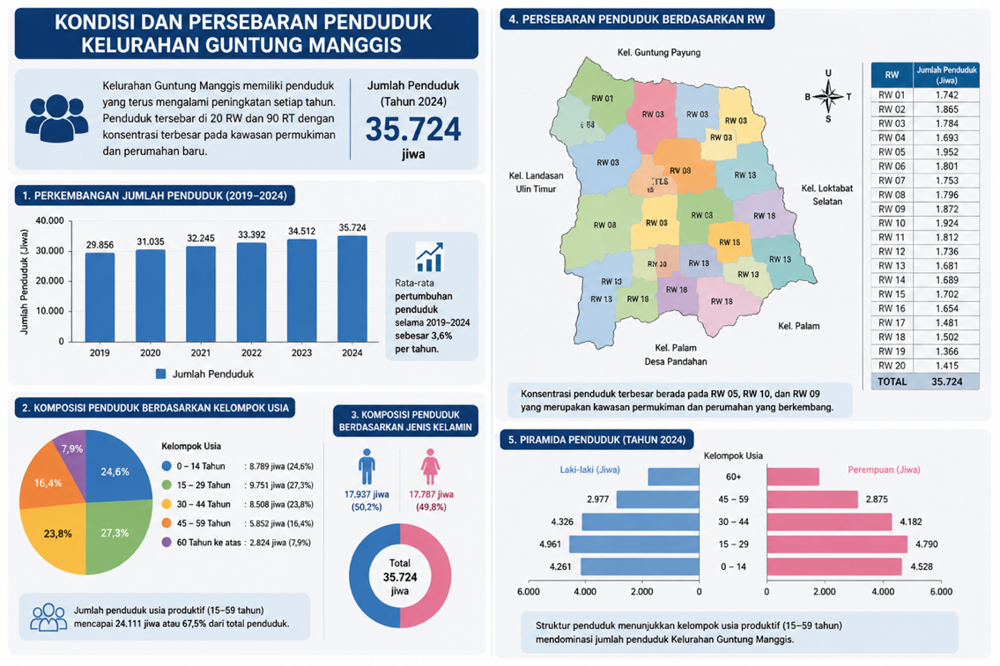 KONDISI DAN PERSEBARAN PENDUDUK
KELURAHAN GUNTUNG MANGGIS
Kelurahan Guntung Manggis memiliki penduduk
yang terus mengalami peningkatan setiap tahun.
Penduduk tersebar di 20 RW dan 90 RT dengan
konsentrasi terbesar pada kawasan permukiman
dan perumahan baru.
Jumlah Penduduk
(Tahun 2024)
35.724
jiwa
1. PERKEMBANGAN JUMLAH PENDUDUK (2019–2024)
Jumlah Penduduk (Jiwa)
40.000
30.000
20.000
10.000
0
29.856
31.035
32.245
33.392
34.512
35.724
2019
2020
2021
2022
2023
2024
Jumlah Penduduk
Rata-rata
pertumbuhan
penduduk
selama 2019–2024
sebesar 3,6%
per tahun.
2. KOMPOSISI PENDUDUK BERDASARKAN KELOMPOK USIA
7,9%
24,6%
16,4%
23,8%
27,3%
Kelompok Usia
0 – 14 Tahun : 8.789 jiwa (24,6%)
15 – 29 Tahun : 9.751 jiwa (27,3%)
30 – 44 Tahun : 8.508 jiwa (23,8%)
45 – 59 Tahun : 5.852 jiwa (16,4%)
60 Tahun ke atas : 2.824 jiwa (7,9%)
Jumlah penduduk usia produktif (15–59 tahun)
mencapai 24.111 jiwa atau 67,5% dari total penduduk.
3. KOMPOSISI PENDUDUK
BERDASARKAN JENIS KELAMIN
17.937 jiwa
(50,2%)
17.787 jiwa
(49,8%)
Total
35.724
jiwa
4. PERSEBARAN PENDUDUK BERDASARKAN RW
Kel. Guntung Payung
Kel. Landasan
Ulin Timur
Kel. Loktabat
Selatan
Kel. Palam
Kel. Palam
Desa Pandahan
U
B T
S
RW 01
RW 03
RW 03
RW 03
RW 03
RW 03
RW 03
RW 13
RW 03
RW 03
RW 03
RW 18
RW 18
RW 13
RW 13
RW 13
RW 13
RW 13
RW 18
RW 18
RW 18
RW Jumlah Penduduk
(Jiwa)
RW 01 1.742
RW 02 1.865
RW 03 1.784
RW 04 1.693
RW 05 1.952
RW 06 1.801
RW 07 1.753
RW 08 1.796
RW 09 1.872
RW 10 1.924
RW 11 1.812
RW 12 1.736
RW 13 1.681
RW 14 1.689
RW 15 1.702
RW 16 1.654
RW 17 1.481
RW 18 1.502
RW 19 1.366
RW 20 1.415
TOTAL 35.724
Konsentrasi penduduk terbesar berada pada RW 05, RW 10, dan RW 09
yang merupakan kawasan permukiman dan perumahan yang berkembang.
5. PIRAMIDA PENDUDUK (TAHUN 2024)
Kelompok Usia
Laki-laki (Jiwa)
Perempuan (Jiwa)
60+
2.977 45 – 59 2.875
4.326 30 – 44 4.182
4.961 15 – 29 4.790
4.261 0 – 14 4.528
6.000 4.000 2.000 0 0 2.000 4.000 6.000
Struktur penduduk menunjukkan kelompok usia produktif (15–59 tahun)
mendominasi jumlah penduduk Kelurahan Guntung Manggis.